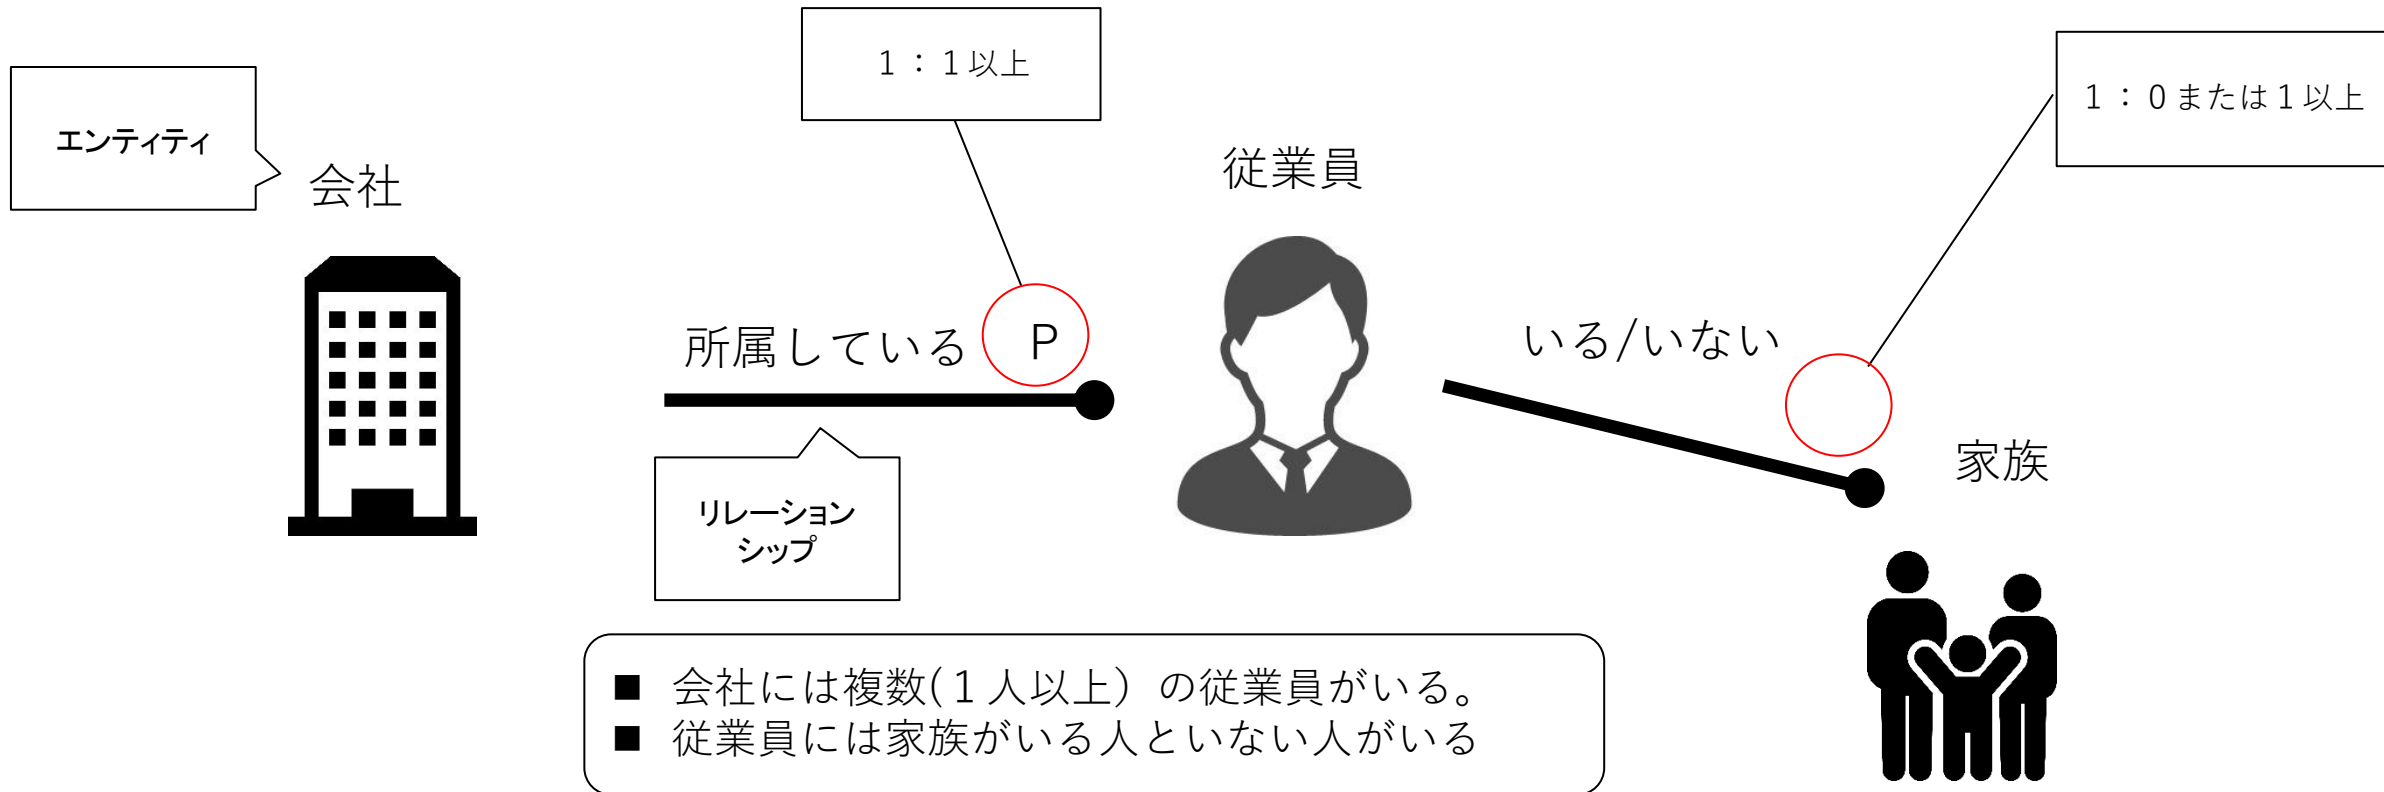 エンティティ
会社
1：1以上
従業員
1：0または1以上
所属している
P
いる/いない
リレーション
シップ
家族
■ 会社には複数(1人以上）の従業員がいる。
■ 従業員には家族がいる人といない人がいる